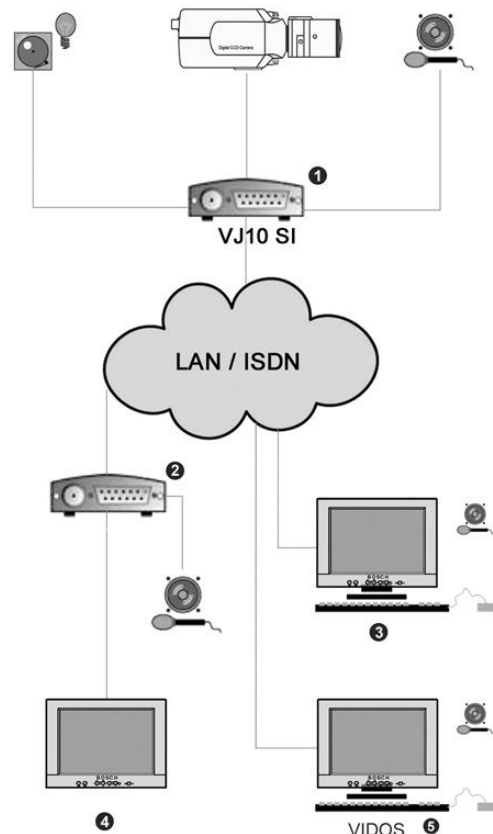 Digital CCD Camera
1
VJ10 SI
LAN / ISDN
2
BOSCH
3
BOSCH
BOSCH
4
VIDOS 5